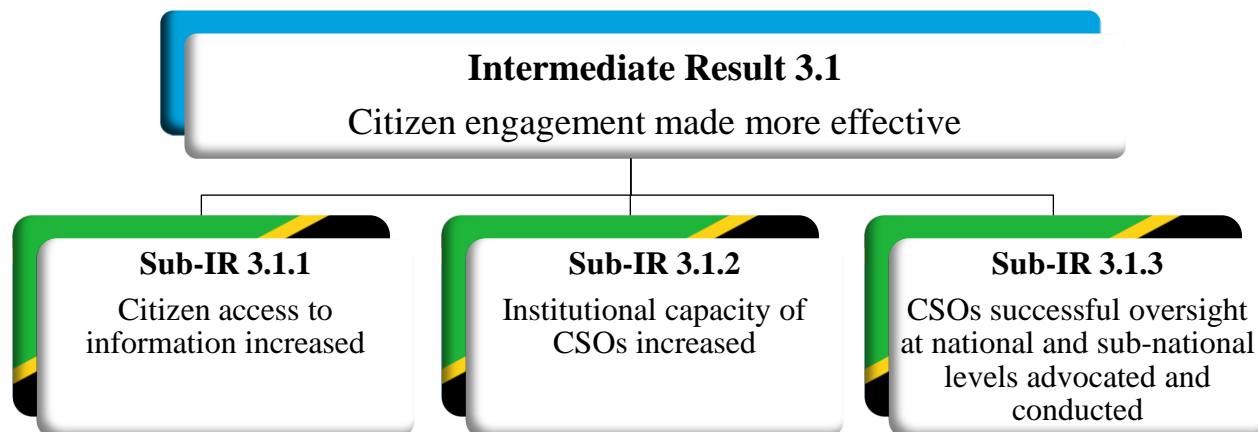 Intermediate Result 3.1
Citizen engagement made more effective
Sub-IR 3.1.1
Citizen access to
information increased
Sub-IR 3.1.2
Institutional capacity of
CSOs increased
Sub-IR 3.1.3
CSOs successful oversight
at national and sub-national
levels advocated and
conducted